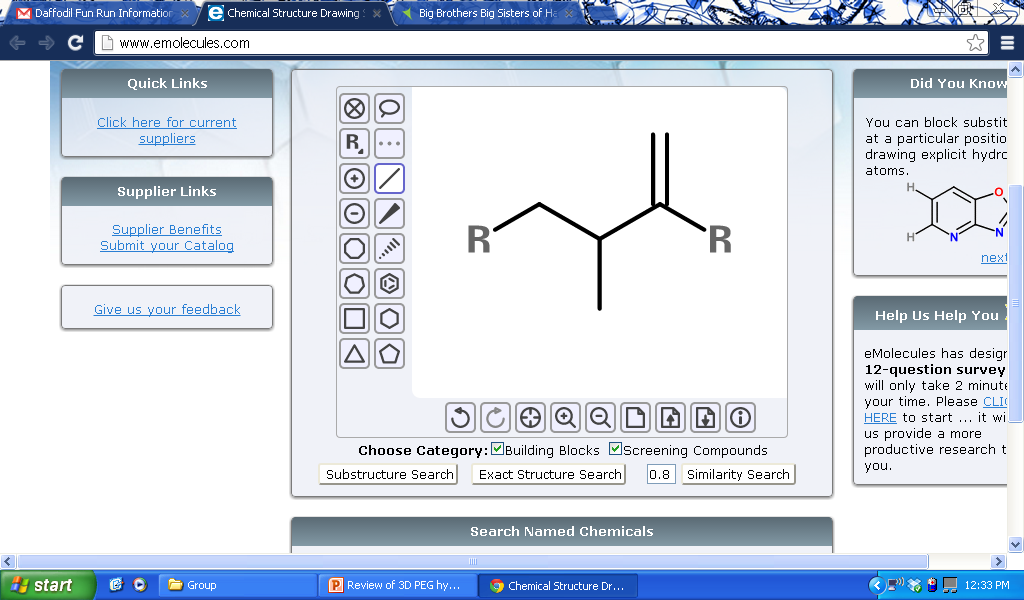 Daffodil Fun Run Information
Chemical Structure Drawing
Big Brothers Big Sisters of Ha
www.emolecules.com
Quick Links
Click here for current
suppliers
Supplier Links
Supplier Benefits
Submit your Catalog
Give us your feedback
R
R
R
Choose Category: Building Blocks Screening Compounds
Substructure Search
Exact Structure Search
0.8
Similarity Search
Search Named Chemicals
Did You Know
You can block substit
at a particular positio
drawing explicit hydro
atoms.
H
O
H
N
N
next
Help Us Help You
eMolecules has design
12-question survey
will only take 2 minute
your time. Please CLIC
HERE to start ... it wi
us provide a more
productive research t
you.
start
Group
Review of 3D PEG hy...
Chemical Structure Dr...
12:33 PM